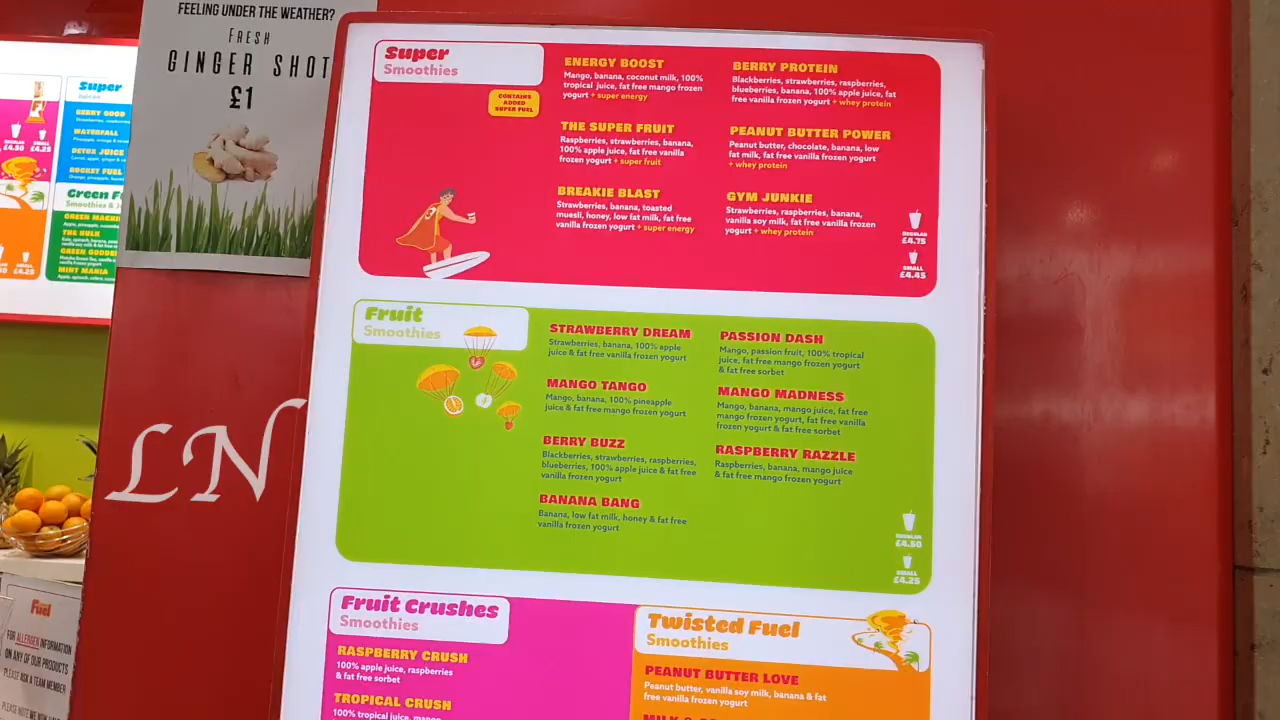 FEELING UNDER THE WEATHER?
FRESH
GINGER SHOT
£1
Super
BERRY GOOD
WATERFALL
DETOX JUICE
ROCKET FUEL
Green
Smoothies &
THE HULK
MINT MANIA
£4.50
£4.25
£4.25
LN
Fuel
FOR ALLERGEN INFORMATION
ON ANY OF OUR PRODUCTS
PLEASE ASK A TEAM MEMBER
PLEASE NOTE WE NOW
Super
Smoothies
CONTAINS
ADDED
SUPER FUEL
ENERGY BOOST
Mango, banana, coconut milk, 100%
tropical juice, fat free mango frozen
yogurt + super energy
THE SUPER FRUIT
Raspberries, strawberries, banana,
100% apple juice, fat free vanilla
frozen yogurt + super fruit
BREAKIE BLAST
Strawberries, banana, toasted
muesli, honey, low fat milk, fat free
vanilla frozen yogurt + super energy
BERRY PROTEIN
Blackberries, strawberries, raspberries,
blueberries, banana, 100% apple juice, fat
free vanilla frozen yogurt + whey protein
PEANUT BUTTER POWER
Peanut butter, chocolate, banana, low
fat milk, fat free vanilla frozen yogurt
+ whey protein
GYM JUNKIE
Strawberries, raspberries, banana,
vanilla soy milk, fat free vanilla frozen
yogurt + whey protein
REGULAR
£4.75
SMALL
£4.45
Fruit
Smoothies
STRAWBERRY DREAM
Strawberries, banana, 100% apple
juice & fat free vanilla frozen yogurt
MANGO TANGO
Mango, banana, 100% pineapple
juice & fat free mango frozen yogurt
BERRY BUZZ
Blackberries, strawberries, raspberries,
blueberries, 100% apple juice & fat free
vanilla frozen yogurt
BANANA BANG
Banana, low fat milk, honey & fat free
vanilla frozen yogurt
PASSION DASH
Mango, passion fruit, 100% tropical
juice, fat free mango frozen yogurt
& fat free sorbet
MANGO MADNESS
Mango, banana, mango juice, fat free
mango frozen yogurt, fat free vanilla
frozen yogurt & fat free sorbet
RASPBERRY RAZZLE
Raspberries, banana, mango juice
& fat free mango frozen yogurt
REGULAR
£4.50
SMALL
£4.25
Fruit Crushes
Smoothies
RASPBERRY CRUSH
100% apple juice, raspberries
& fat free sorbet
TROPICAL CRUSH
100% tropical juice, mango
Twisted Fuel
Smoothies
PEANUT BUTTER LOVE
Peanut butter, vanilla soy milk, banana & fat
free vanilla frozen yogurt